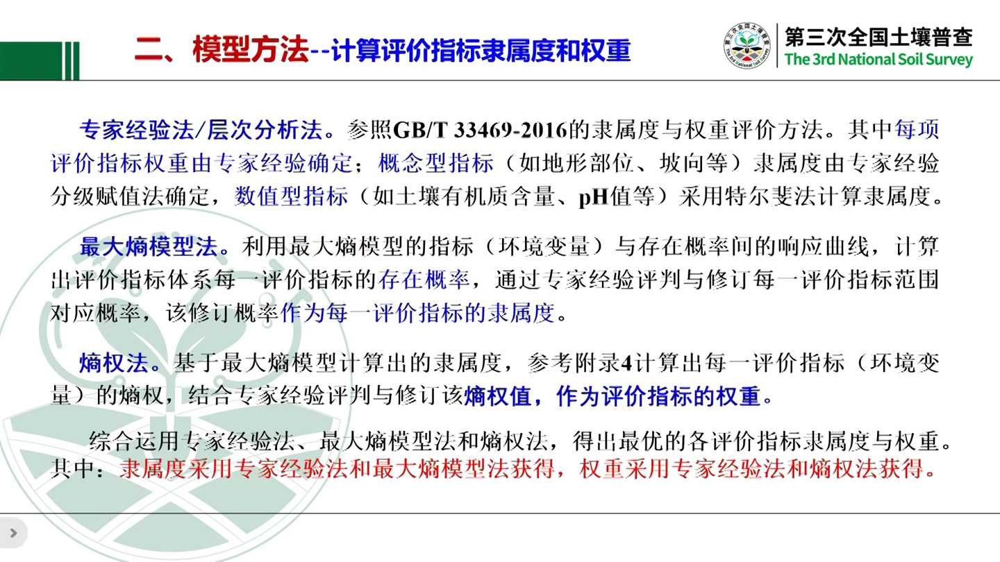 二、模型方法--计算评价指标隶属度和权重
第三次全国土壤普查
The 3rd National Soil Survey
专家经验法/层次分析法。参照GB/T 33469-2016的隶属度与权重评价方法。其中每项
评价指标权重由专家经验确定；概念型指标（如地形部位、坡向等）隶属度由专家经验
分级赋值法确定，数值型指标（如土壤有机质含量、pH值等）采用特尔斐法计算隶属度。
最大熵模型法。利用最大熵模型的指标（环境变量）与存在概率间的响应曲线，计算
出评价指标体系每一评价指标的存在概率，通过专家经验评判与修订每一评价指标范围
对应概率，该修订概率作为每一评价指标的隶属度。
熵权法。基于最大熵模型计算出的隶属度，参考附录4计算出每一评价指标（环境变
量）的熵权，结合专家经验评判与修订该熵权值，作为评价指标的权重。
综合运用专家经验法、最大熵模型法和熵权法，得出最优的各评价指标隶属度与权重。
其中：隶属度采用专家经验法和最大熵模型法获得，权重采用专家经验法和熵权法获得。